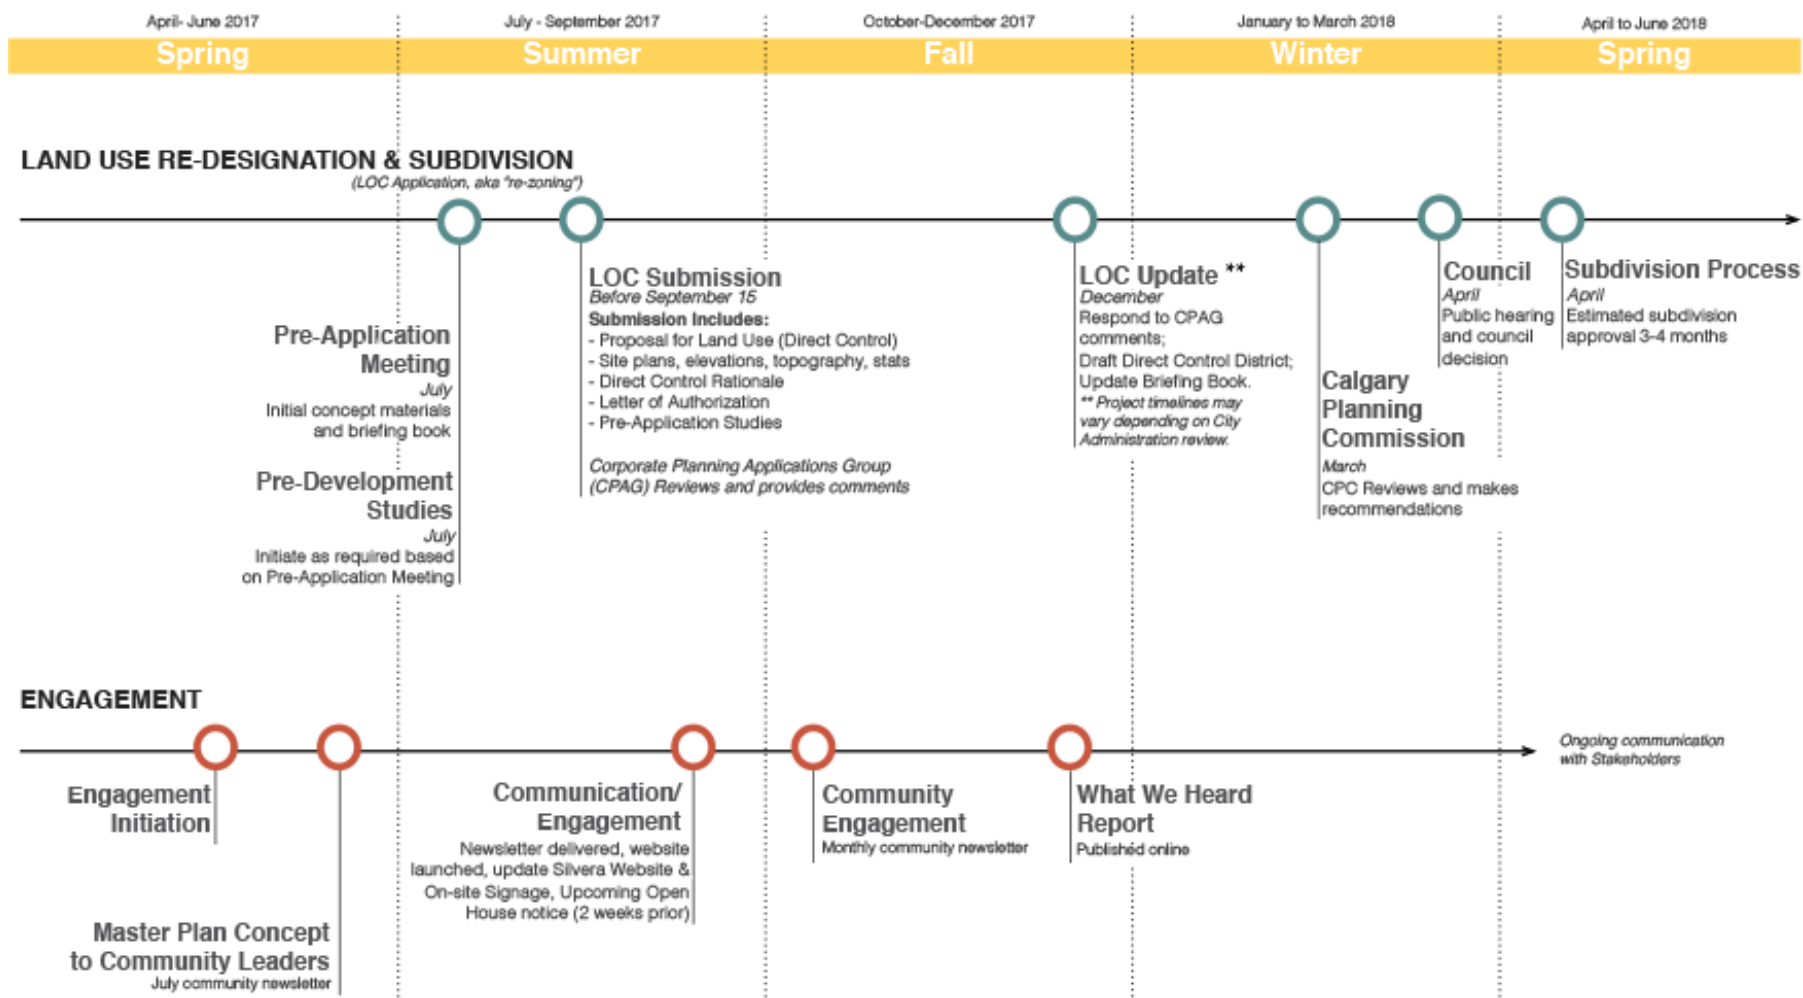 April- June 2017
July - September 2017
October-December 2017
January to March 2018
April to June 2018
Spring
Summer
Fall
Winter
Spring
LAND USE RE-DESIGNATION & SUBDIVISION
(LOC Application, aka "re-zoning")
Pre-Application
Meeting
July
Initial concept materials
and briefing book
Pre-Development
Studies
July
Initiate as required based
on Pre-Application Meeting
LOC Submission
Before September 15
Submission Includes:
- Proposal for Land Use (Direct Control)
- Site plans, elevations, topography, stats
- Direct Control Rationale
- Letter of Authorization
- Pre-Application Studies
Corporate Planning Applications Group
(CPAG) Reviews and provides comments
LOC Update **
December
Respond to CPAG
comments;
Draft Direct Control District;
Update Briefing Book.
** Project timelines may
vary depending on City
Administration review.
Calgary
Planning
Commission
March
CPC Reviews and makes
recommendations
Council
April
Public hearing
and council
decision
Subdivision Process
April
Estimated subdivision
approval 3-4 months
ENGAGEMENT
Engagement
Initiation
Master Plan Concept
to Community Leaders
July community newsletter
Communication/
Engagement
Newsletter delivered, website
launched, update Silvera Website &
On-site Signage, Upcoming Open
House notice (2 weeks prior)
Community
Engagement
Monthly community newsletter
What We Heard
Report
Published online
Ongoing communication
with Stakeholders